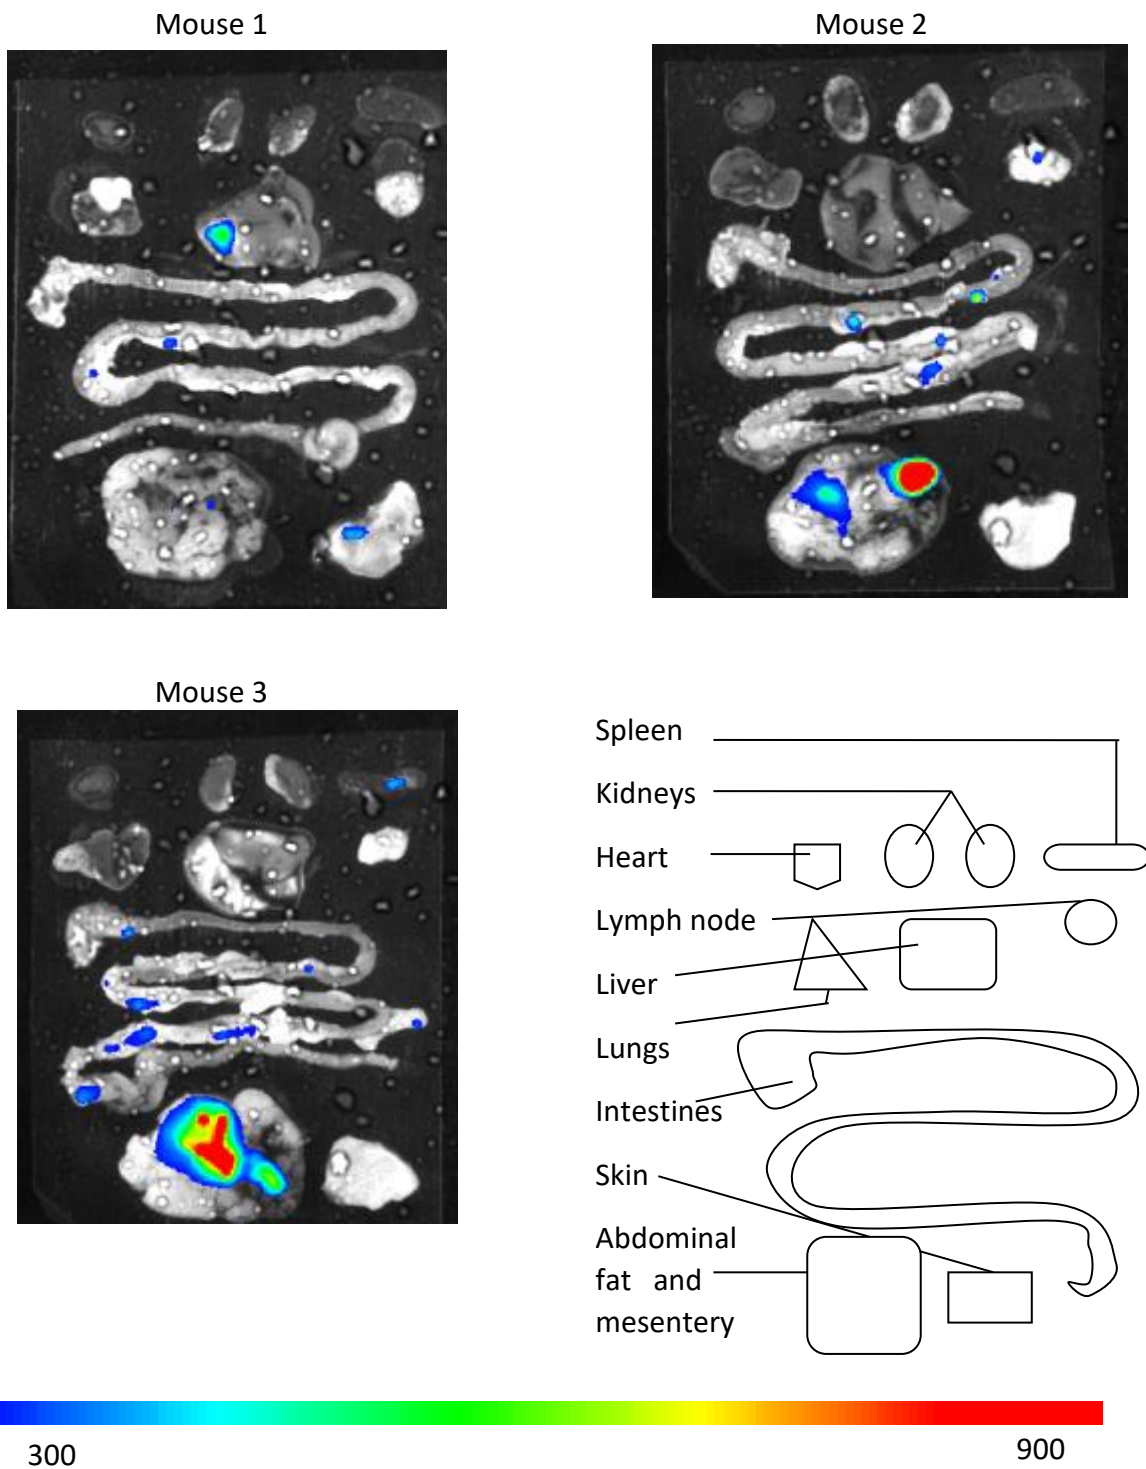 Mouse 1
Mouse 2
Mouse 3
Spleen
Kidneys
Heart
Lymph node
Liver
Lungs
Intestines
Skin
Abdominal
fat and
mesentery
300
900